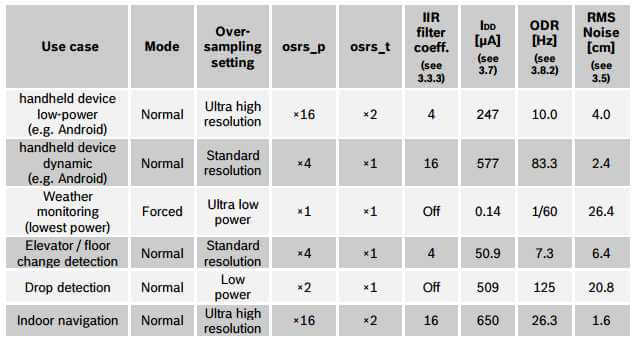 Use case Mode Over-sampling setting osrs_p osrs_t IIR filter coeff. (see 3.3.3) IDD [µA] (see 3.7) ODR [Hz] (see 3.8.2) RMS Noise [cm] (see 3.5)
handheld device low-power (e.g. Android) Normal Ultra high resolution ×16 ×2 4 247 10.0 4.0
handheld device dynamic (e.g. Android) Normal Standard resolution ×4 ×1 16 577 83.3 2.4
Weather monitoring (lowest power) Forced Ultra low power ×1 ×1 Off 0.14 1/60 26.4
Elevator / floor change detection Normal Standard resolution ×4 ×1 4 50.9 7.3 6.4
Drop detection Normal Low power ×2 ×1 Off 509 125 20.8
Indoor navigation Normal Ultra high resolution ×16 ×2 16 650 26.3 1.6